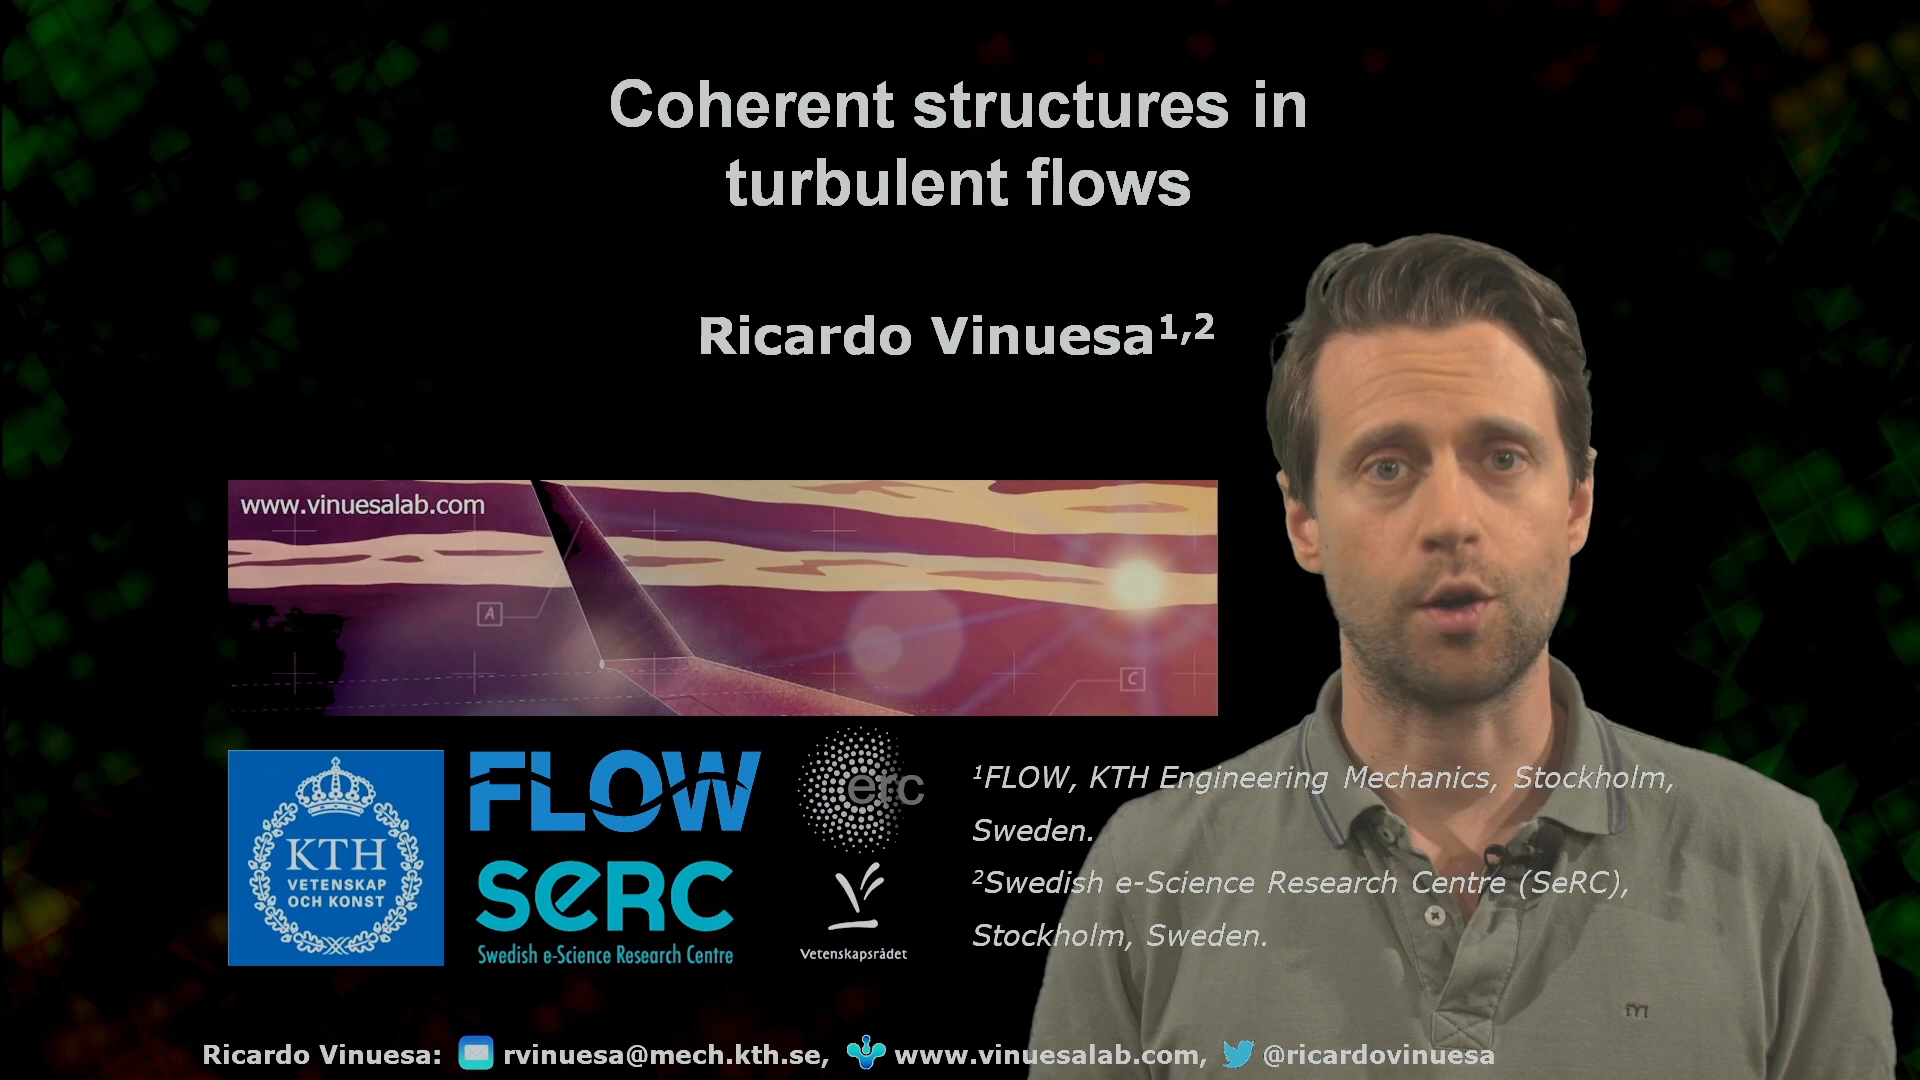 Coherent structures in
turbulent flows
Ricardo Vinuesa1,2
www.vinuesalab.com
A
C
KTH
VETENSKAP
OCH KONST
FLOW
SeRC
Swedish e-Science Research Centre
erc
Vetenskapsrådet
1FLOW, KTH Engineering Mechanics, Stockholm,
Sweden.
2Swedish e-Science Research Centre (SeRC),
Stockholm, Sweden.
m
Ricardo Vinuesa: rvinuesa@mech.kth.se, www.vinuesalab.com, @ricardovinuesa